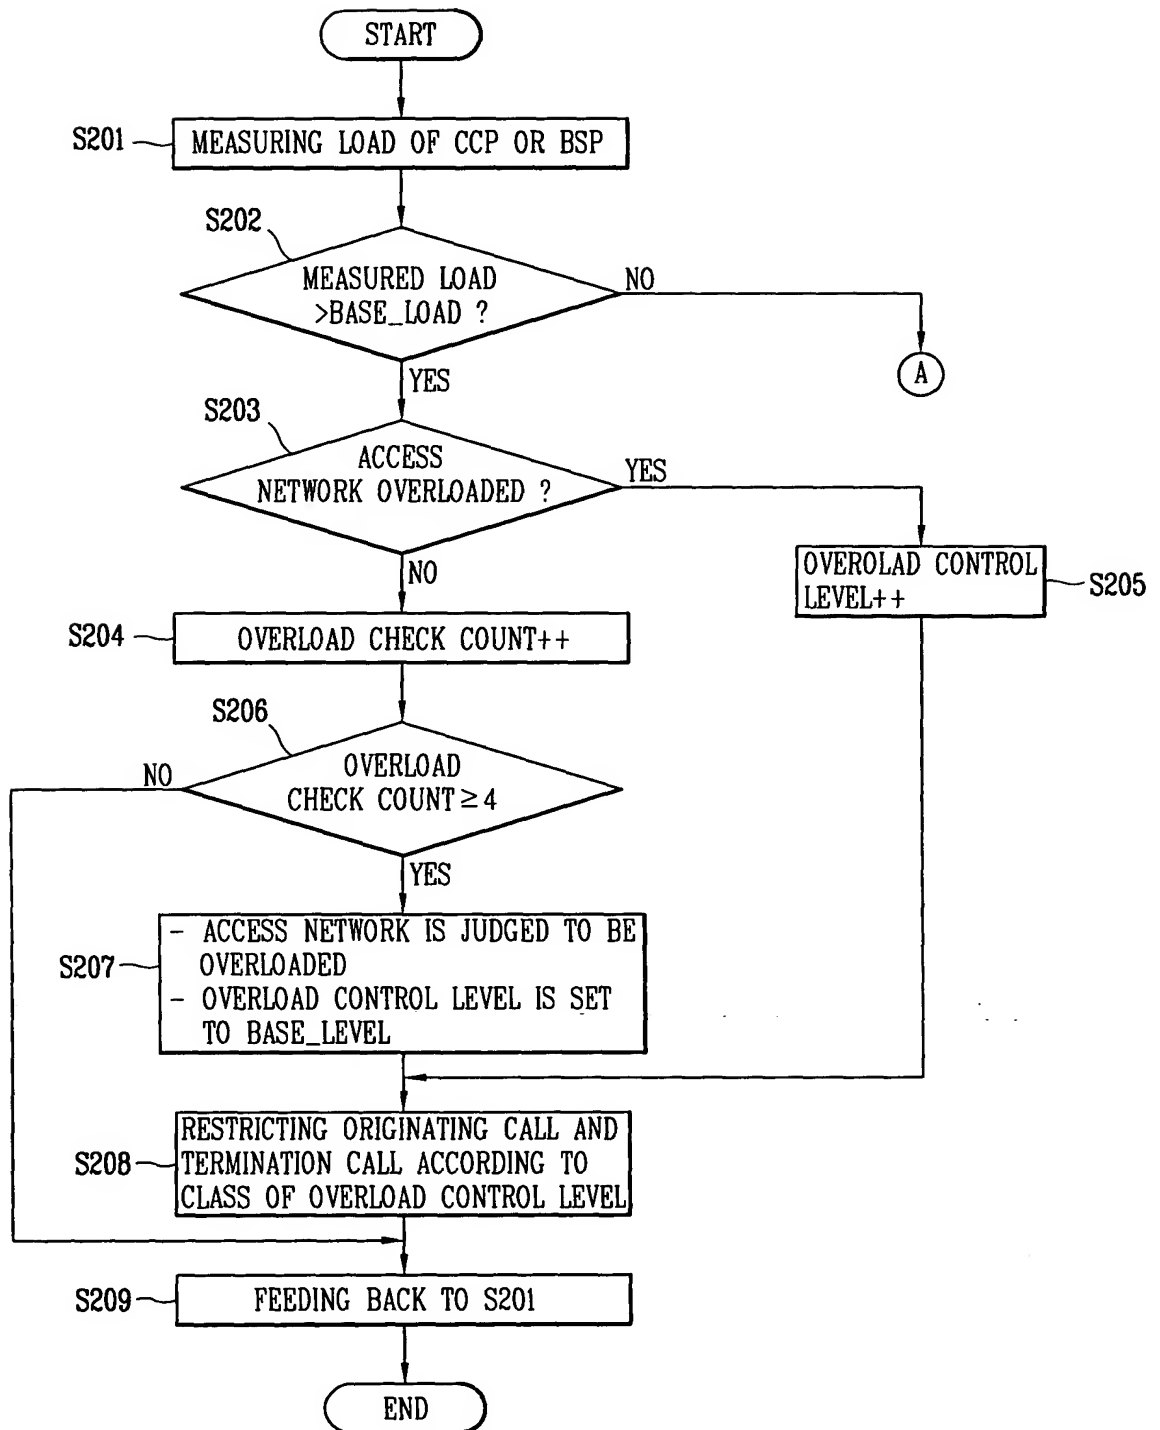 START
S201
MEASURING LOAD OF CCP OR BSP
S202
MEASURED LOAD
>BASE_LOAD ?
NO
A
YES
S203
ACCESS
NETWORK OVERLOADED ?
YES
NO
OVEROLAD CONTROL
LEVEL++
S205
S204
OVERLOAD CHECK COUNT++
S206
OVERLOAD
CHECK COUNT≥4
NO
YES
S207
- ACCESS NETWORK IS JUDGED TO BE
OVERLOADED
- OVERLOAD CONTROL LEVEL IS SET
TO BASE_LEVEL
S208
RESTRICTING ORIGINATING CALL AND
TERMINATION CALL ACCORDING TO
CLASS OF OVERLOAD CONTROL LEVEL
S209
FEEDING BACK TO S201
END